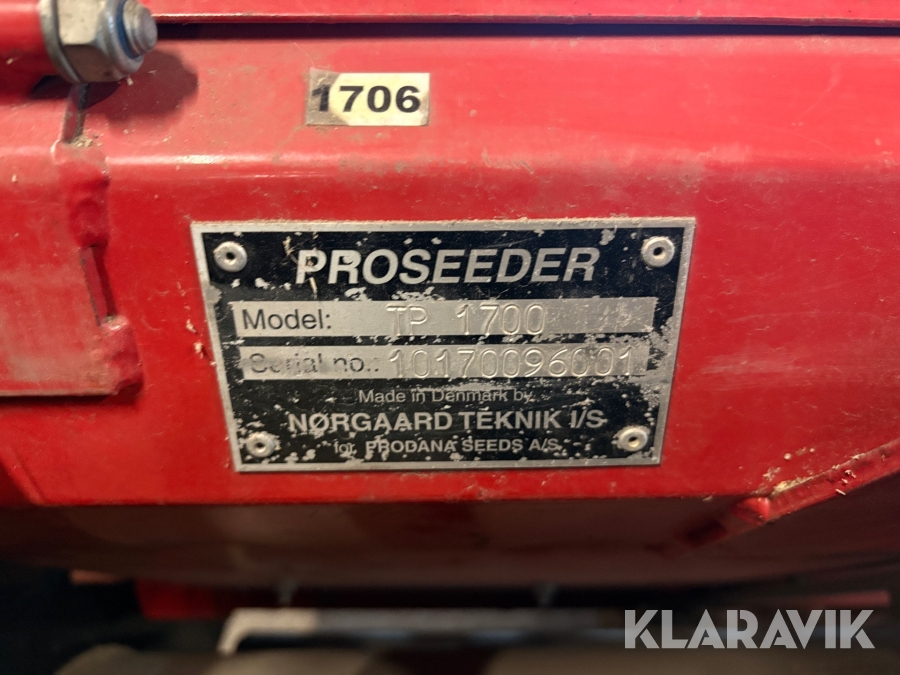 1706
PROSEEDER
Model: TP 1700
Serial no.: 10170096001
Made in Denmark by
NØRGAARD TEKNIK I/S
for PRODANA SEEDS A/S
KLARAVIK